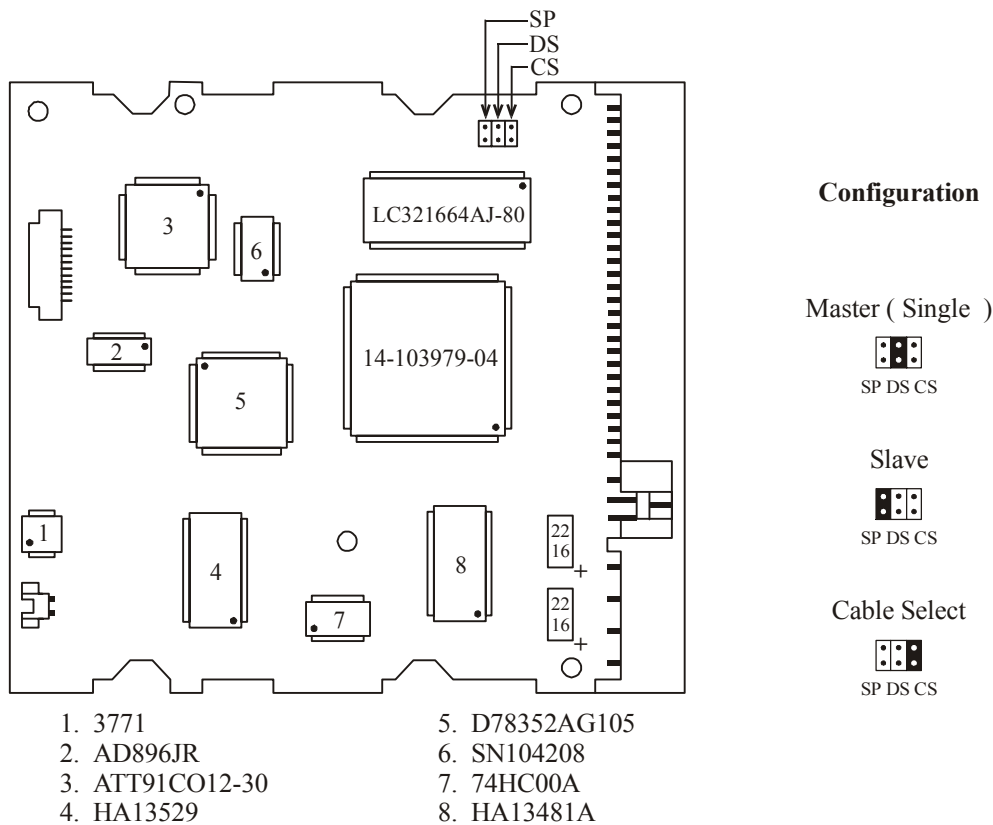 SP
DS
CS
Configuration
LC321664AJ-80
3
6
Master ( Single )
SP DS CS
2
14-103979-04
5
Slave
SP DS CS
1
4
8
22
16
+
7
22
16
+
Cable Select
SP DS CS
1. 3771
2. AD896JR
3. ATT91CO12-30
4. HA13529
5. D78352AG105
6. SN104208
7. 74HC00A
8. HA13481A